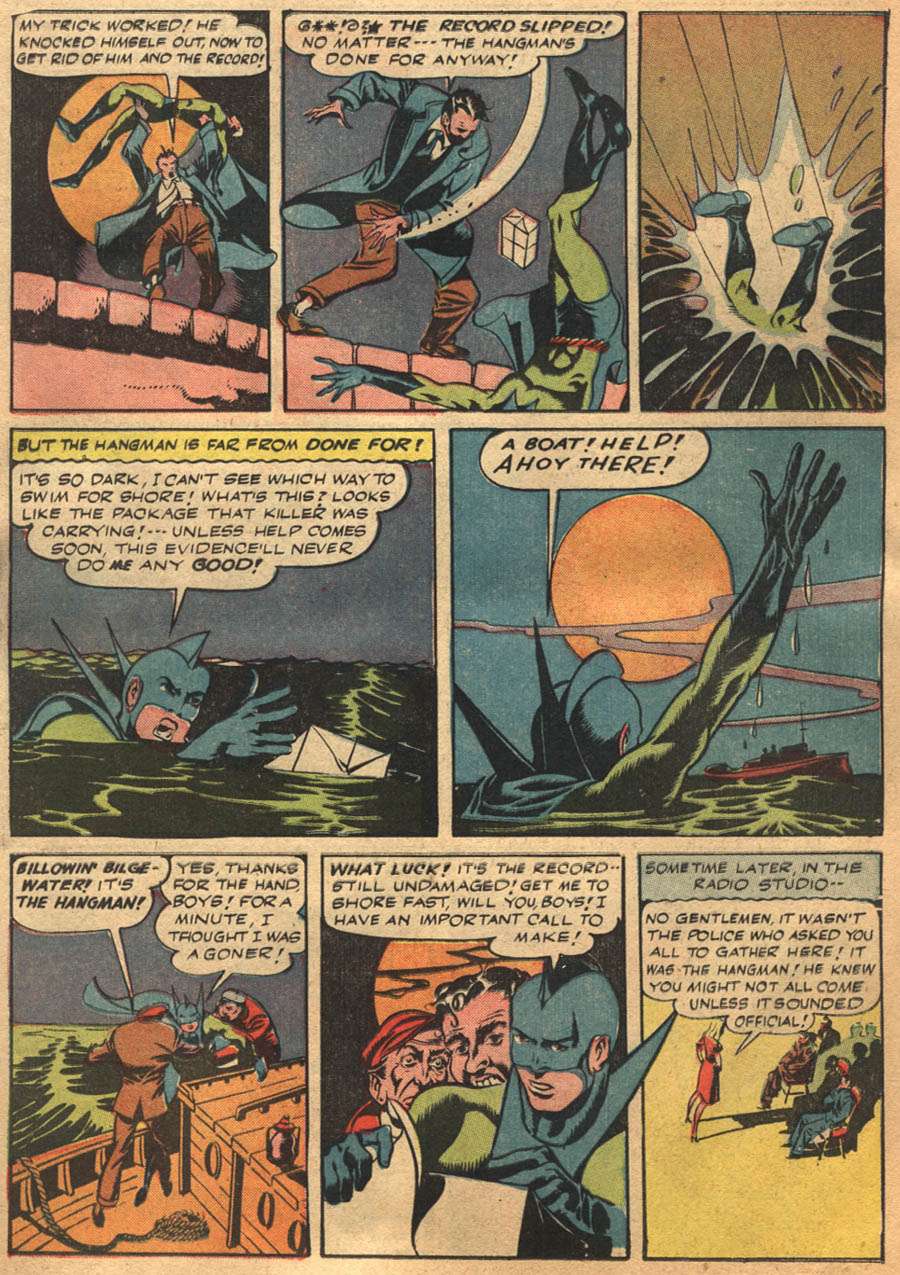 MY TRICK WORKED! HE
KNOCKED HIMSELF OUT, NOW TO
GET RID OF HIM AND THE RECORD!
@**!?!* THE RECORD SLIPPED!
NO MATTER--- THE HANGMAN'S
DONE FOR ANYWAY!
BUT THE HANGMAN IS FAR FROM DONE FOR!
IT'S SO DARK, I CAN'T SEE WHICH WAY TO
SWIM FOR SHORE! WHAT'S THIS? LOOKS
LIKE THE PACKAGE THAT KILLER WAS
CARRYING!--- UNLESS HELP COMES
SOON, THIS EVIDENCE'LL NEVER
DO ME ANY GOOD!
A BOAT! HELP!
AHOY THERE!
BILLOWIN' BILGE-
WATER! IT'S
THE HANGMAN!
YES, THANKS
FOR THE HAND,
BOYS! FOR A
MINUTE, I
THOUGHT I WAS
A GONER!
WHAT LUCK! IT'S THE RECORD--
STILL UNDAMAGED! GET ME TO
SHORE FAST, WILL YOU, BOYS! I
HAVE AN IMPORTANT CALL TO
MAKE!
SOMETIME LATER, IN THE
RADIO STUDIO--
NO GENTLEMEN, IT WASN'T
THE POLICE WHO ASKED YOU
ALL TO GATHER HERE! IT
WAS THE HANGMAN! HE KNEW
YOU MIGHT NOT ALL COME
UNLESS IT SOUNDED
OFFICIAL!